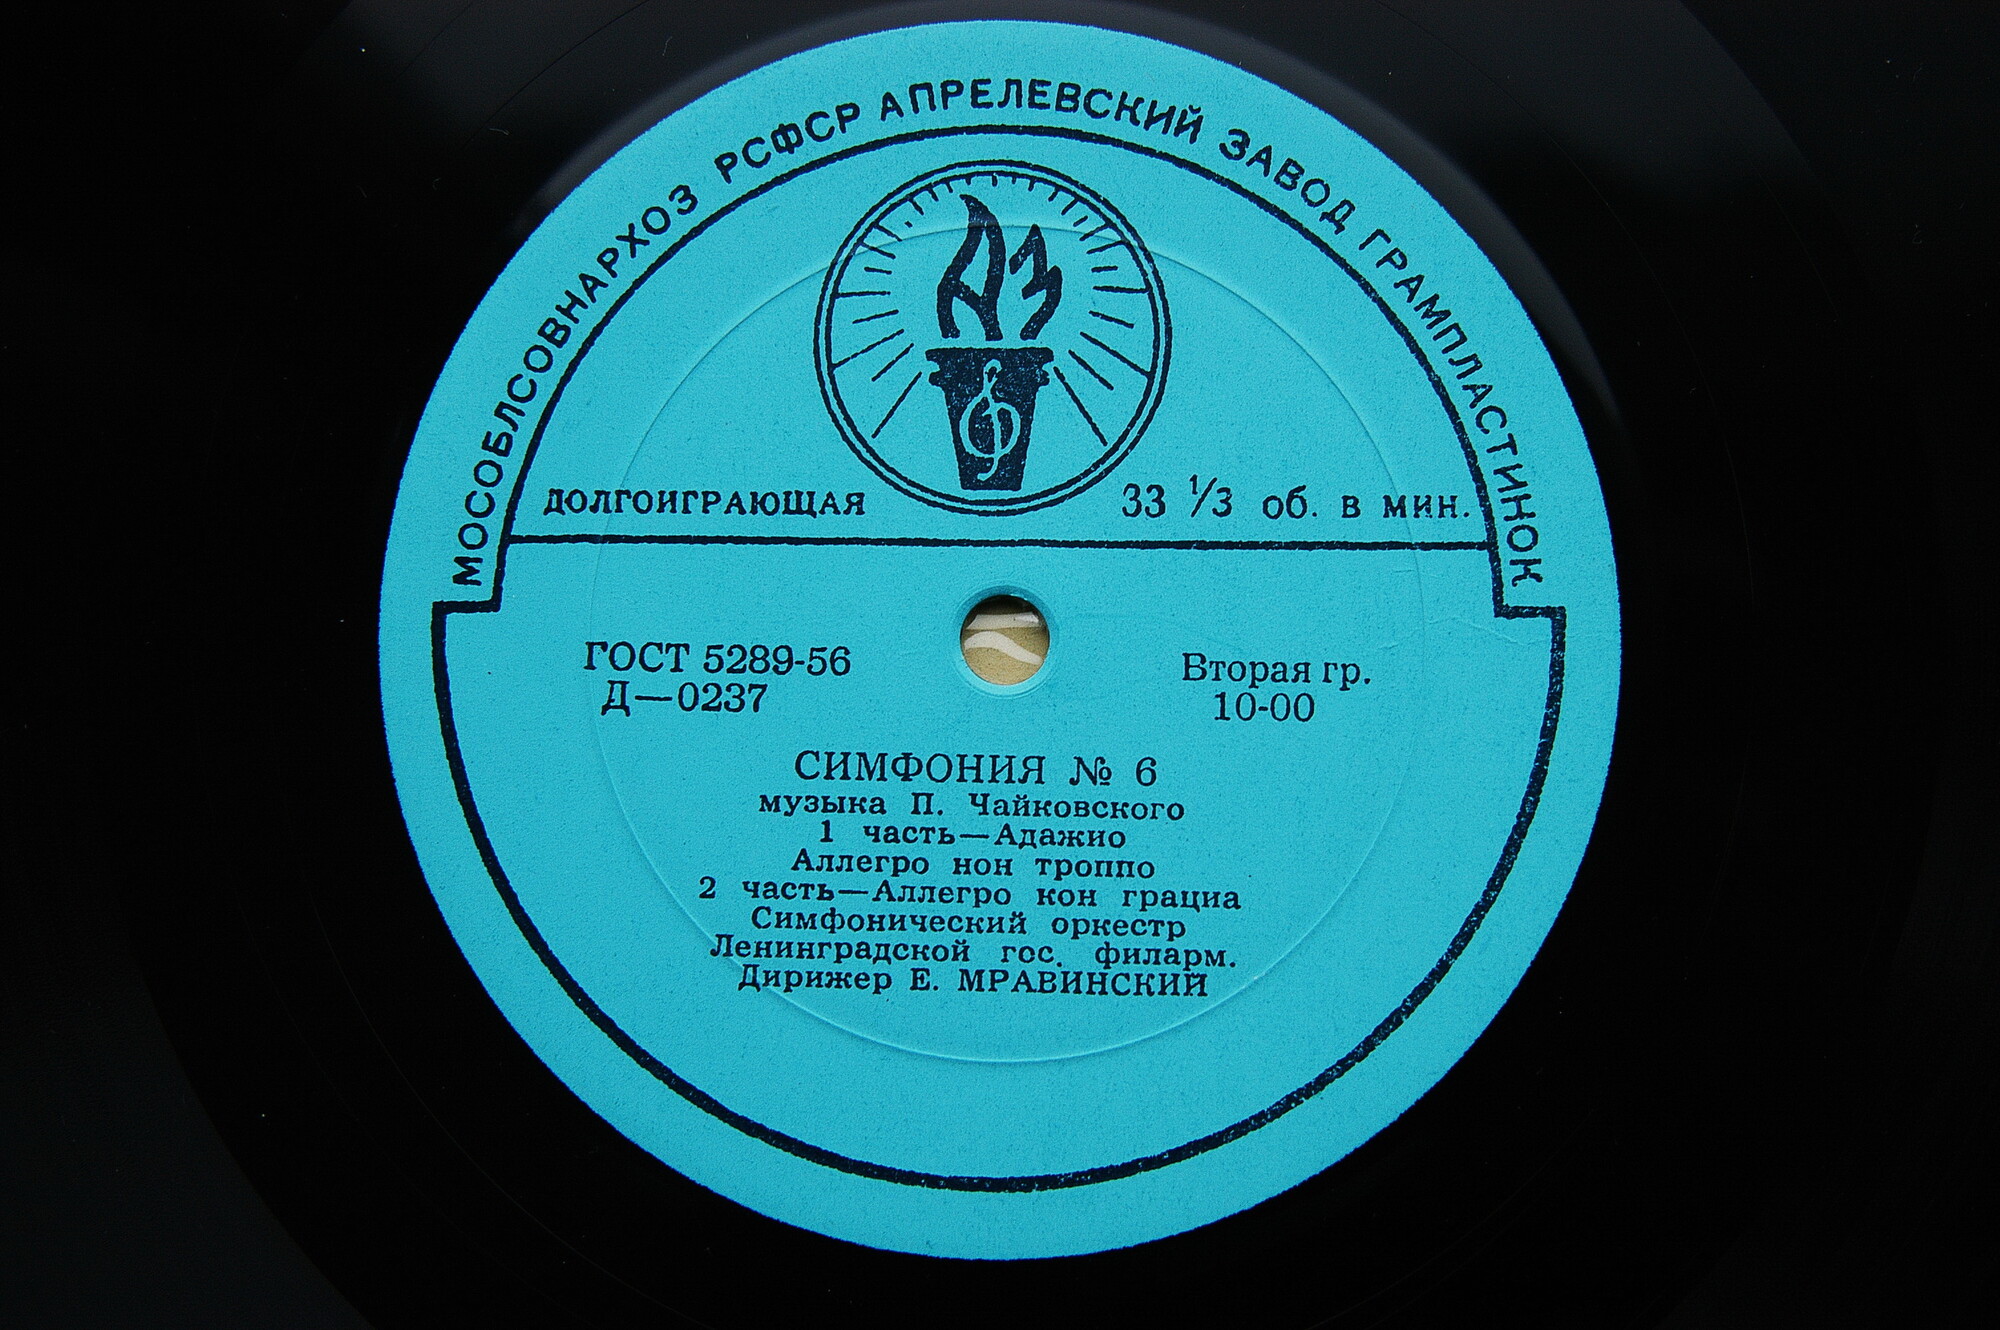 МОСОБЛСОВНАРХОЗ РСФСР АПРЕЛЕВСКИЙ ЗАВОД ГРАМПЛАСТИНОК
АЗ
ДОЛГОИГРАЮЩАЯ
33 1/3 об. в мин.
ГОСТ 5289-56
Д—0237
Вторая гр.
10-00
СИМФОНИЯ № 6
музыка П. Чайковского
1 часть—Адажио
Аллегро нон троппо
2 часть—Аллегро кон грациа
Симфонический оркестр
Ленинградской гос. филарм.
Дирижер Е. МРАВИНСКИЙ